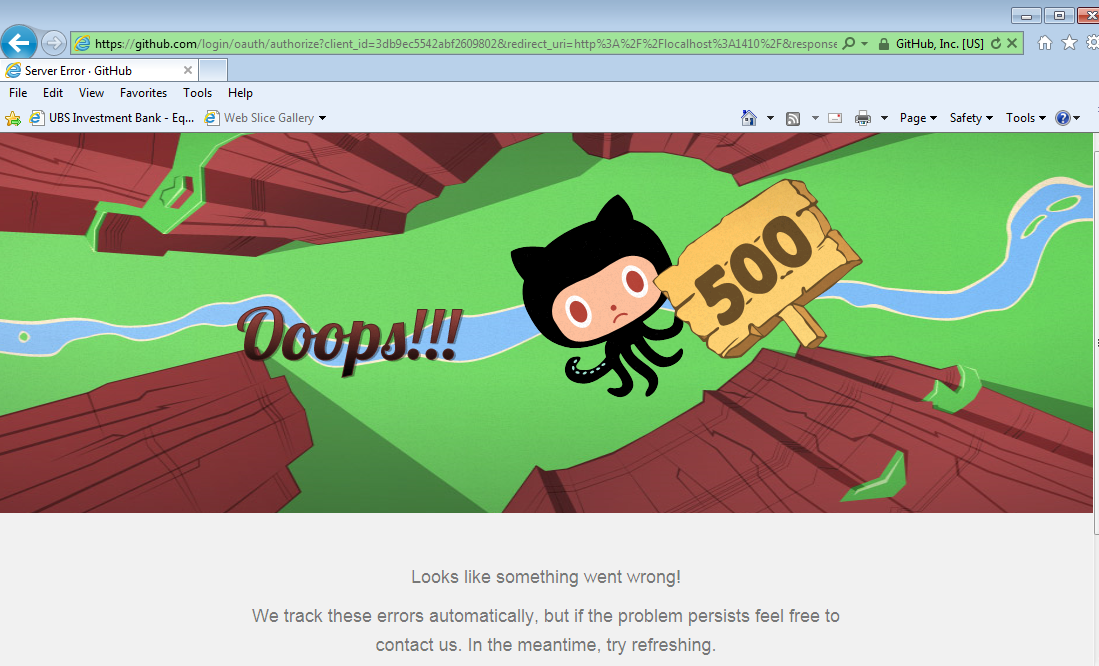 https://github.com/login/oauth/authorize?client_id=3db9ec5542abf2609802&redirect_uri=http%3A%2F%2Flocalhost%3A1410%2F&response GitHub, Inc. [US]
Server Error · GitHub
File Edit View Favorites Tools Help
UBS Investment Bank - Eq... Web Slice Gallery Page Safety Tools
500
Ooops!!!
Looks like something went wrong!
We track these errors automatically, but if the problem persists feel free to
contact us. In the meantime, try refreshing.